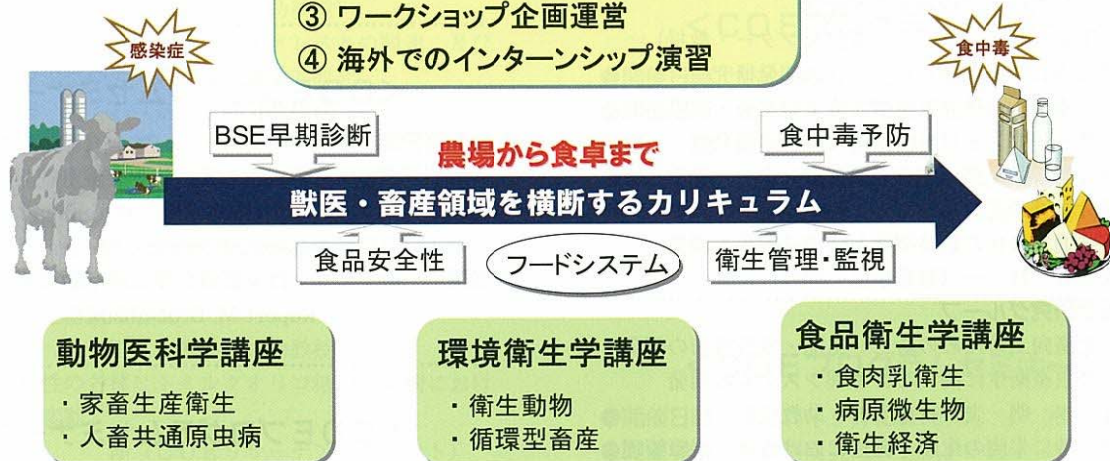 ③ ワークショップ企画運営
④ 海外でのインターンシップ演習
感染症
食中毒
BSE早期診断
食中毒予防
農場から食卓まで
獣医・畜産領域を横断するカリキュラム
食品安全性
フードシステム
衛生管理・監視
動物医科学講座
・家畜生産衛生
・人畜共通原虫病
環境衛生学講座
・衛生動物
・循環型畜産
食品衛生学講座
・食肉乳衛生
・病原微生物
・衛生経済